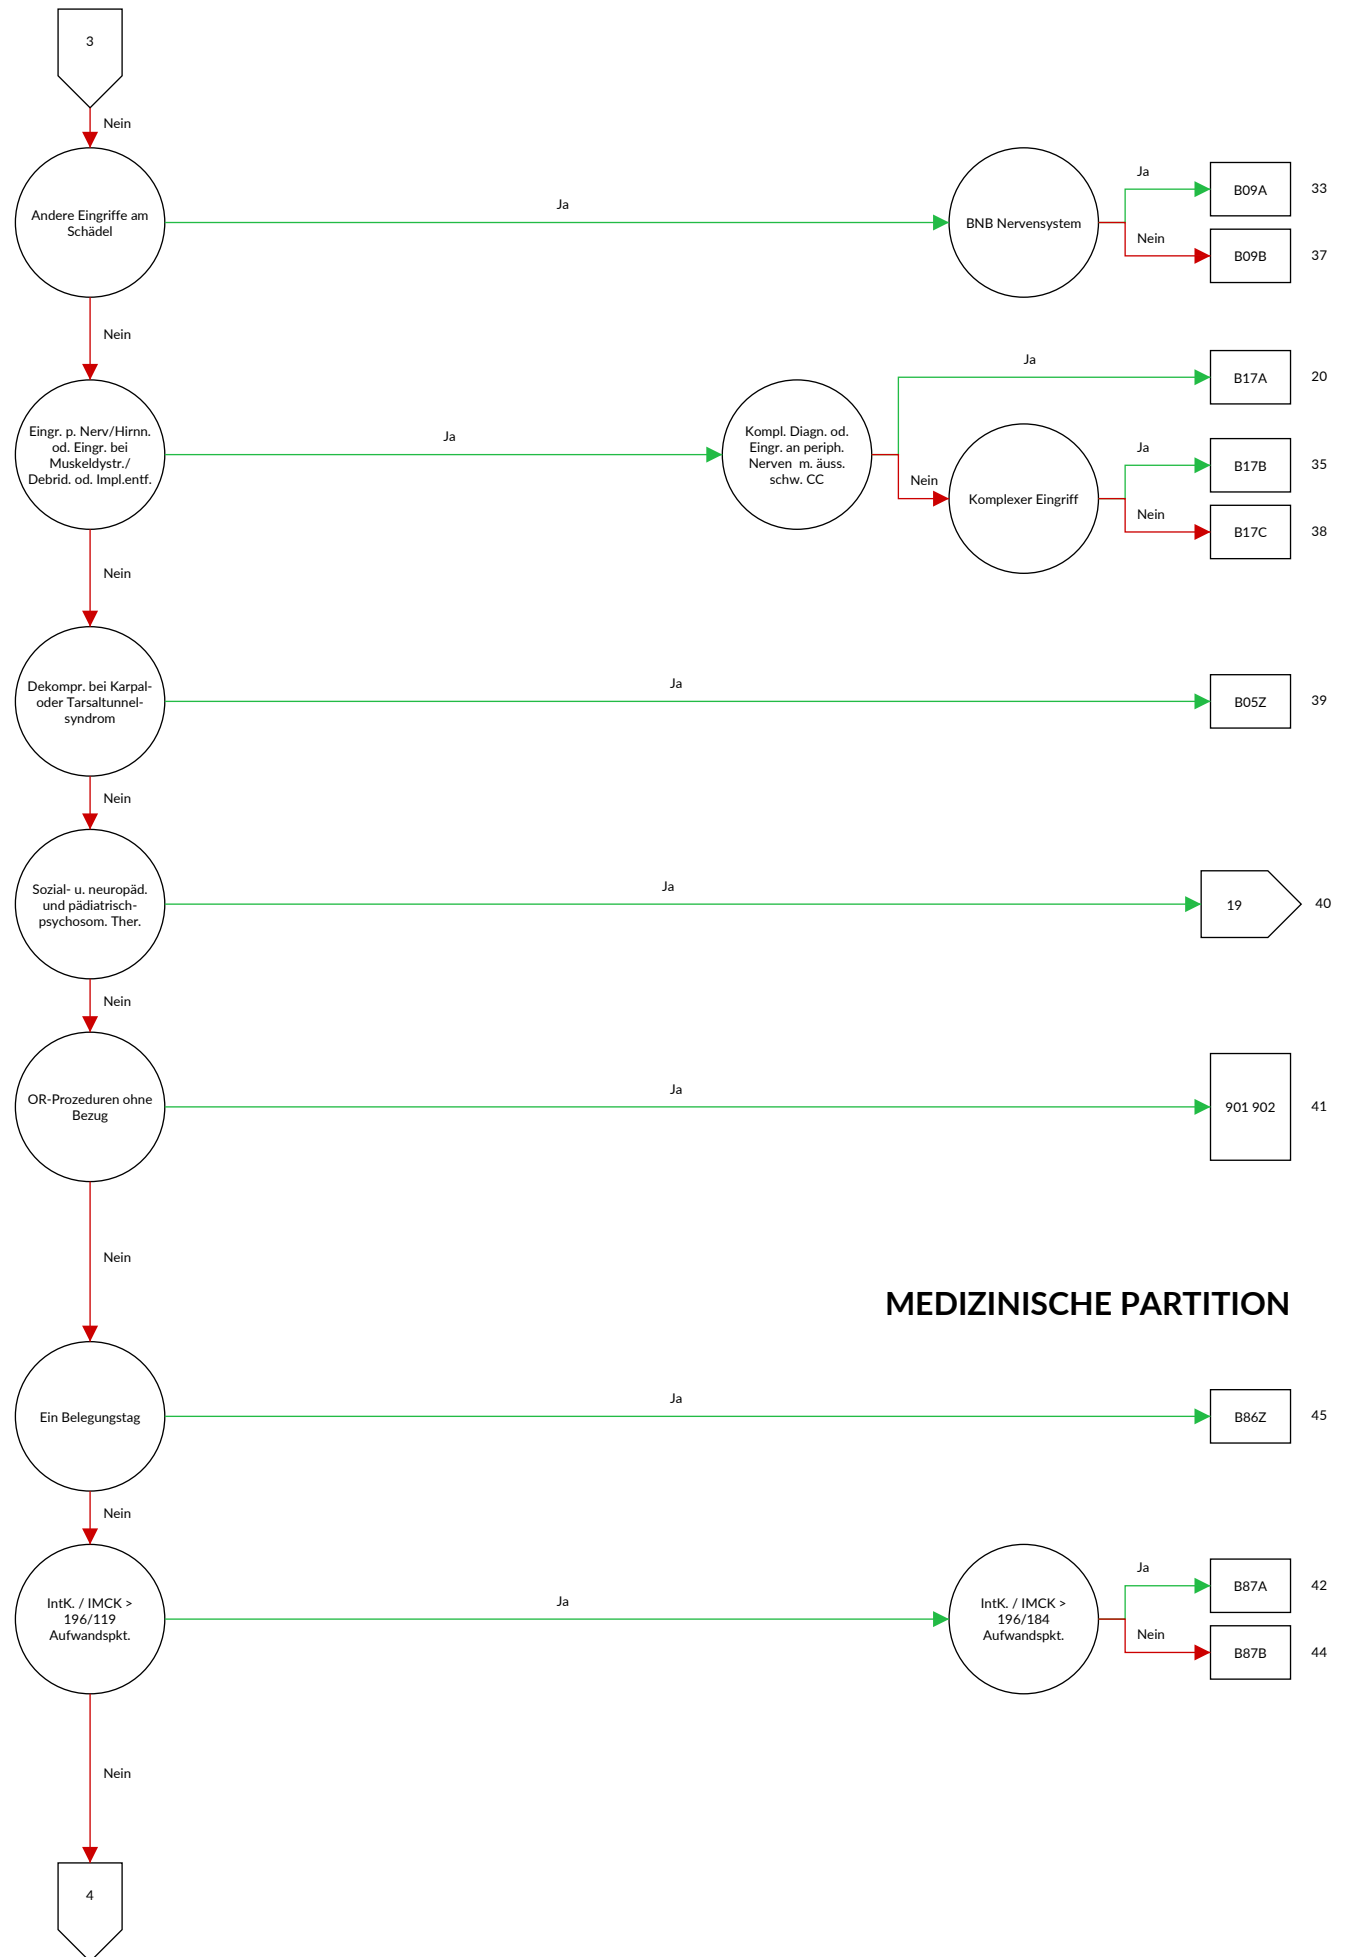 3
Nein
Andere Eingriffe am
Schädel
Ja
BNB Nervensystem
Ja
B09A
33
Nein
B09B
37
Nein
Eingr. p. Nerv/Hirnn.
od. Eingr. bei
Muskeldystr./
Debrid. od. Impl.entf.
Ja
Kompl. Diagn. od.
Eingr. an periph.
Nerven m. äuss.
schw. CC
Ja
B17A
20
Nein
Komplexer Eingriff
Ja
B17B
35
Nein
B17C
38
Nein
Dekompr. bei Karpal-
oder Tarsaltunnel-
syndrom
Ja
B05Z
39
Nein
Sozial- u. neuropäd.
und pädiatrisch-
psychosom. Ther.
Ja
19
40
Nein
OR-Prozeduren ohne
Bezug
Ja
901 902
41
Nein
MEDIZINISCHE PARTITION
Ein Belegungstag
Ja
B86Z
45
Nein
IntK. / IMCK >
196/119
Aufwandspkt.
Ja
IntK. / IMCK >
196/184
Aufwandspkt.
Ja
B87A
42
Nein
B87B
44
Nein
4